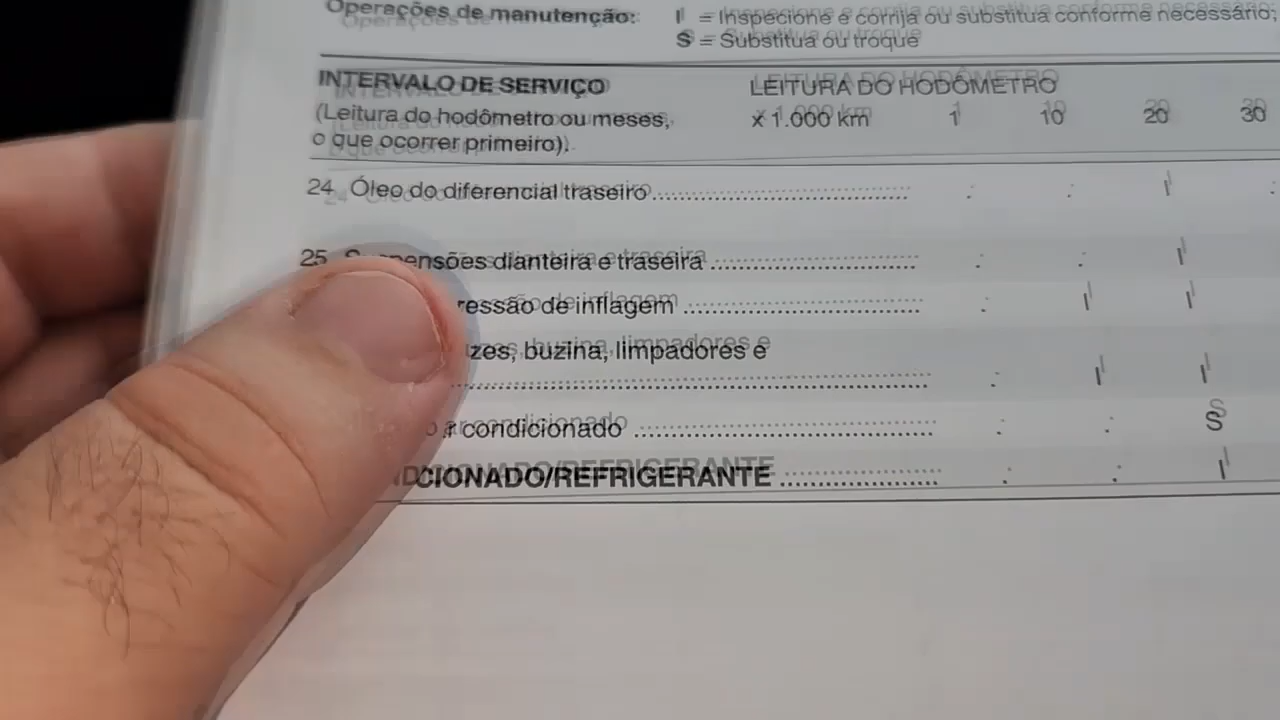 Operações de manutenção: I = Inspecione e corrija ou substitua conforme necessário;
S = Substitua ou troque
INTERVALO DE SERVIÇO LEITURA DO HODÔMETRO
(Leitura do hodômetro ou meses, x 1.000 km 1 10 20 30
o que ocorrer primeiro).
24 Óleo do diferencial traseiro . . I .
25 Suspensões dianteira e traseira . . I
ressão de inflagem . I I
zes, buzina, limpadores e
. I I
condicionado . . S
CIONADO/REFRIGERANTE . . I